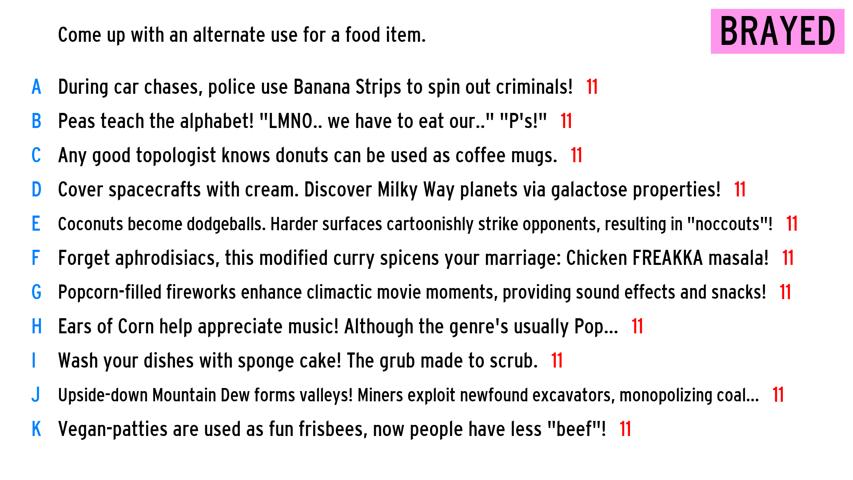 Come up with an alternate use for a food item.
BRAYED
A During car chases, police use Banana Strips to spin out criminals! 11
B Peas teach the alphabet! "LMNO.. we have to eat our.." "P's!" 11
C Any good topologist knows donuts can be used as coffee mugs. 11
D Cover spacecrafts with cream. Discover Milky Way planets via galactose properties! 11
E Coconuts become dodgeballs. Harder surfaces cartoonishly strike opponents, resulting in "noccouts"! 11
F Forget aphrodisiacs, this modified curry spicens your marriage: Chicken FREAKKA masala! 11
G Popcorn-filled fireworks enhance climactic movie moments, providing sound effects and snacks! 11
H Ears of Corn help appreciate music! Although the genre's usually Pop... 11
I Wash your dishes with sponge cake! The grub made to scrub. 11
J Upside-down Mountain Dew forms valleys! Miners exploit newfound excavators, monopolizing coal... 11
K Vegan-patties are used as fun frisbees, now people have less "beef"! 11